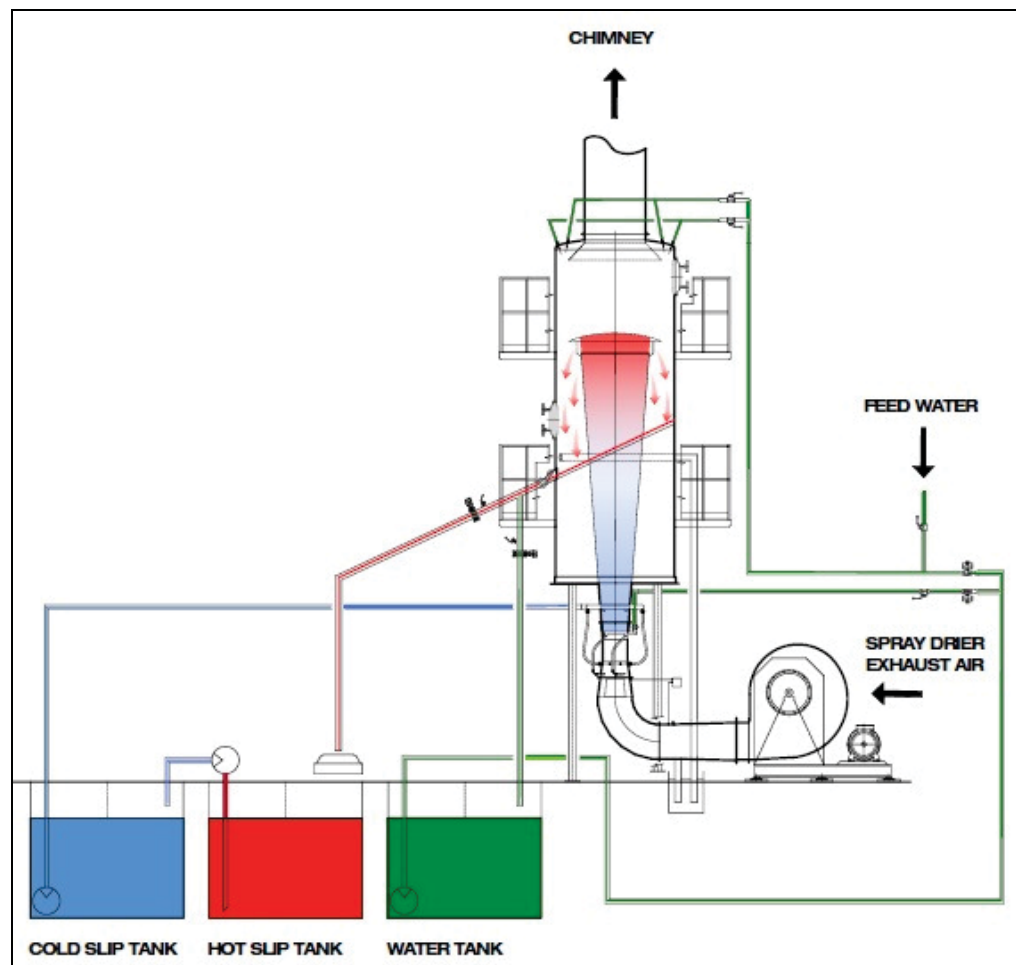 CHIMNEY
FEED WATER
SPRAY DRIER
EXHAUST AIR
COLD SLIP TANK
HOT SLIP TANK
WATER TANK